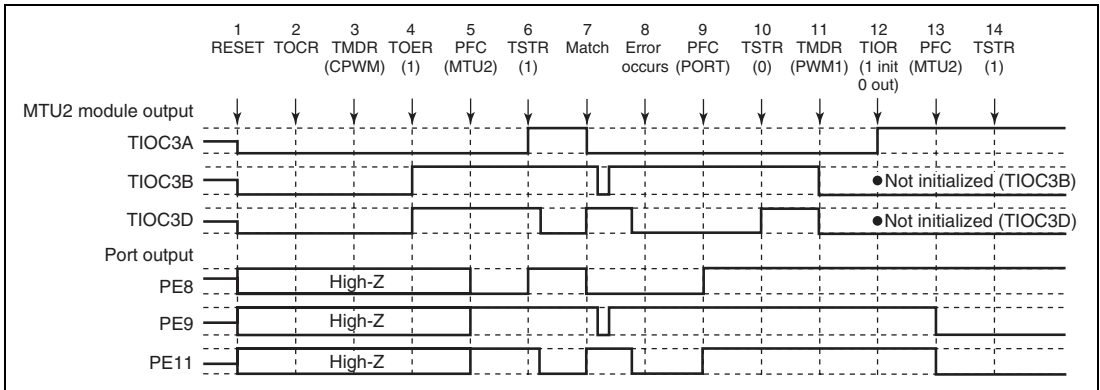 1 2 3 4 5 6 7 8 9 10 11 12 13 14
RESET TOCR TMDR TOER PFC TSTR Match Error PFC TSTR TMDR TIOR PFC TSTR
(CPWM) (1) (MTU2) (1) occurs (PORT) (0) (PWM1) (1 init (MTU2) (1)
0 out)
MTU2 module output
TIOC3A
TIOC3B
●Not initialized (TIOC3B)
TIOC3D
●Not initialized (TIOC3D)
Port output
PE8
High-Z
PE9
High-Z
PE11
High-Z